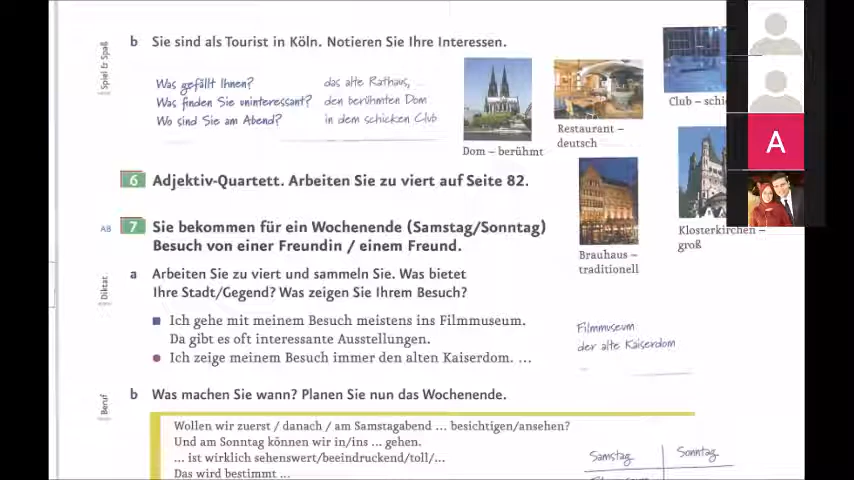 Spiel & Spaß
b Sie sind als Tourist in Köln. Notieren Sie Ihre Interessen.
Was gefällt Ihnen? das alte Rathaus, ...
Was finden Sie uninteressant? den berühmten Dom
Wo sind Sie am Abend? in dem schicken Club
Dom – berühmt
Restaurant –
deutsch
Club – schi
6 Adjektiv-Quartett. Arbeiten Sie zu viert auf Seite 82.
AB 7 Sie bekommen für ein Wochenende (Samstag/Sonntag)
Besuch von einer Freundin / einem Freund.
Brauhaus –
traditionell
Klosterkirchen –
groß
A
Diktat
a Arbeiten Sie zu viert und sammeln Sie. Was bietet
Ihre Stadt/Gegend? Was zeigen Sie Ihrem Besuch?
Ich gehe mit meinem Besuch meistens ins Filmmuseum.
Da gibt es oft interessante Ausstellungen.
Ich zeige meinem Besuch immer den alten Kaiserdom. ...
Filmmuseum
der alte Kaiserdom
Beruf
b Was machen Sie wann? Planen Sie nun das Wochenende.
Wollen wir zuerst / danach / am Samstagabend ... besichtigen/ansehen?
Und am Sonntag können wir in/ins ... gehen.
... ist wirklich sehenswert/beeindruckend/toll/...
Das wird bestimmt ...
Samstag Sonntag